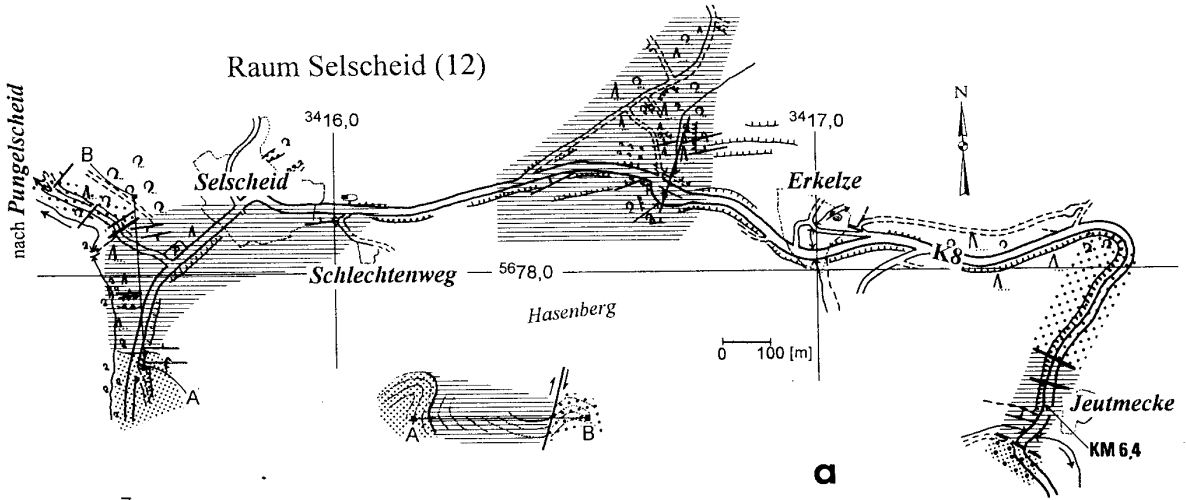 Raum Selscheid (12)
³⁴16,0
³⁴17,0
N
nach Pungelscheid
B
Selscheid
Erkelze
Schlechtenweg
⁵⁶78,0
K8
Hasenberg
0 100 [m]
A
A
B
Jeutmecke
KM 6,4
a